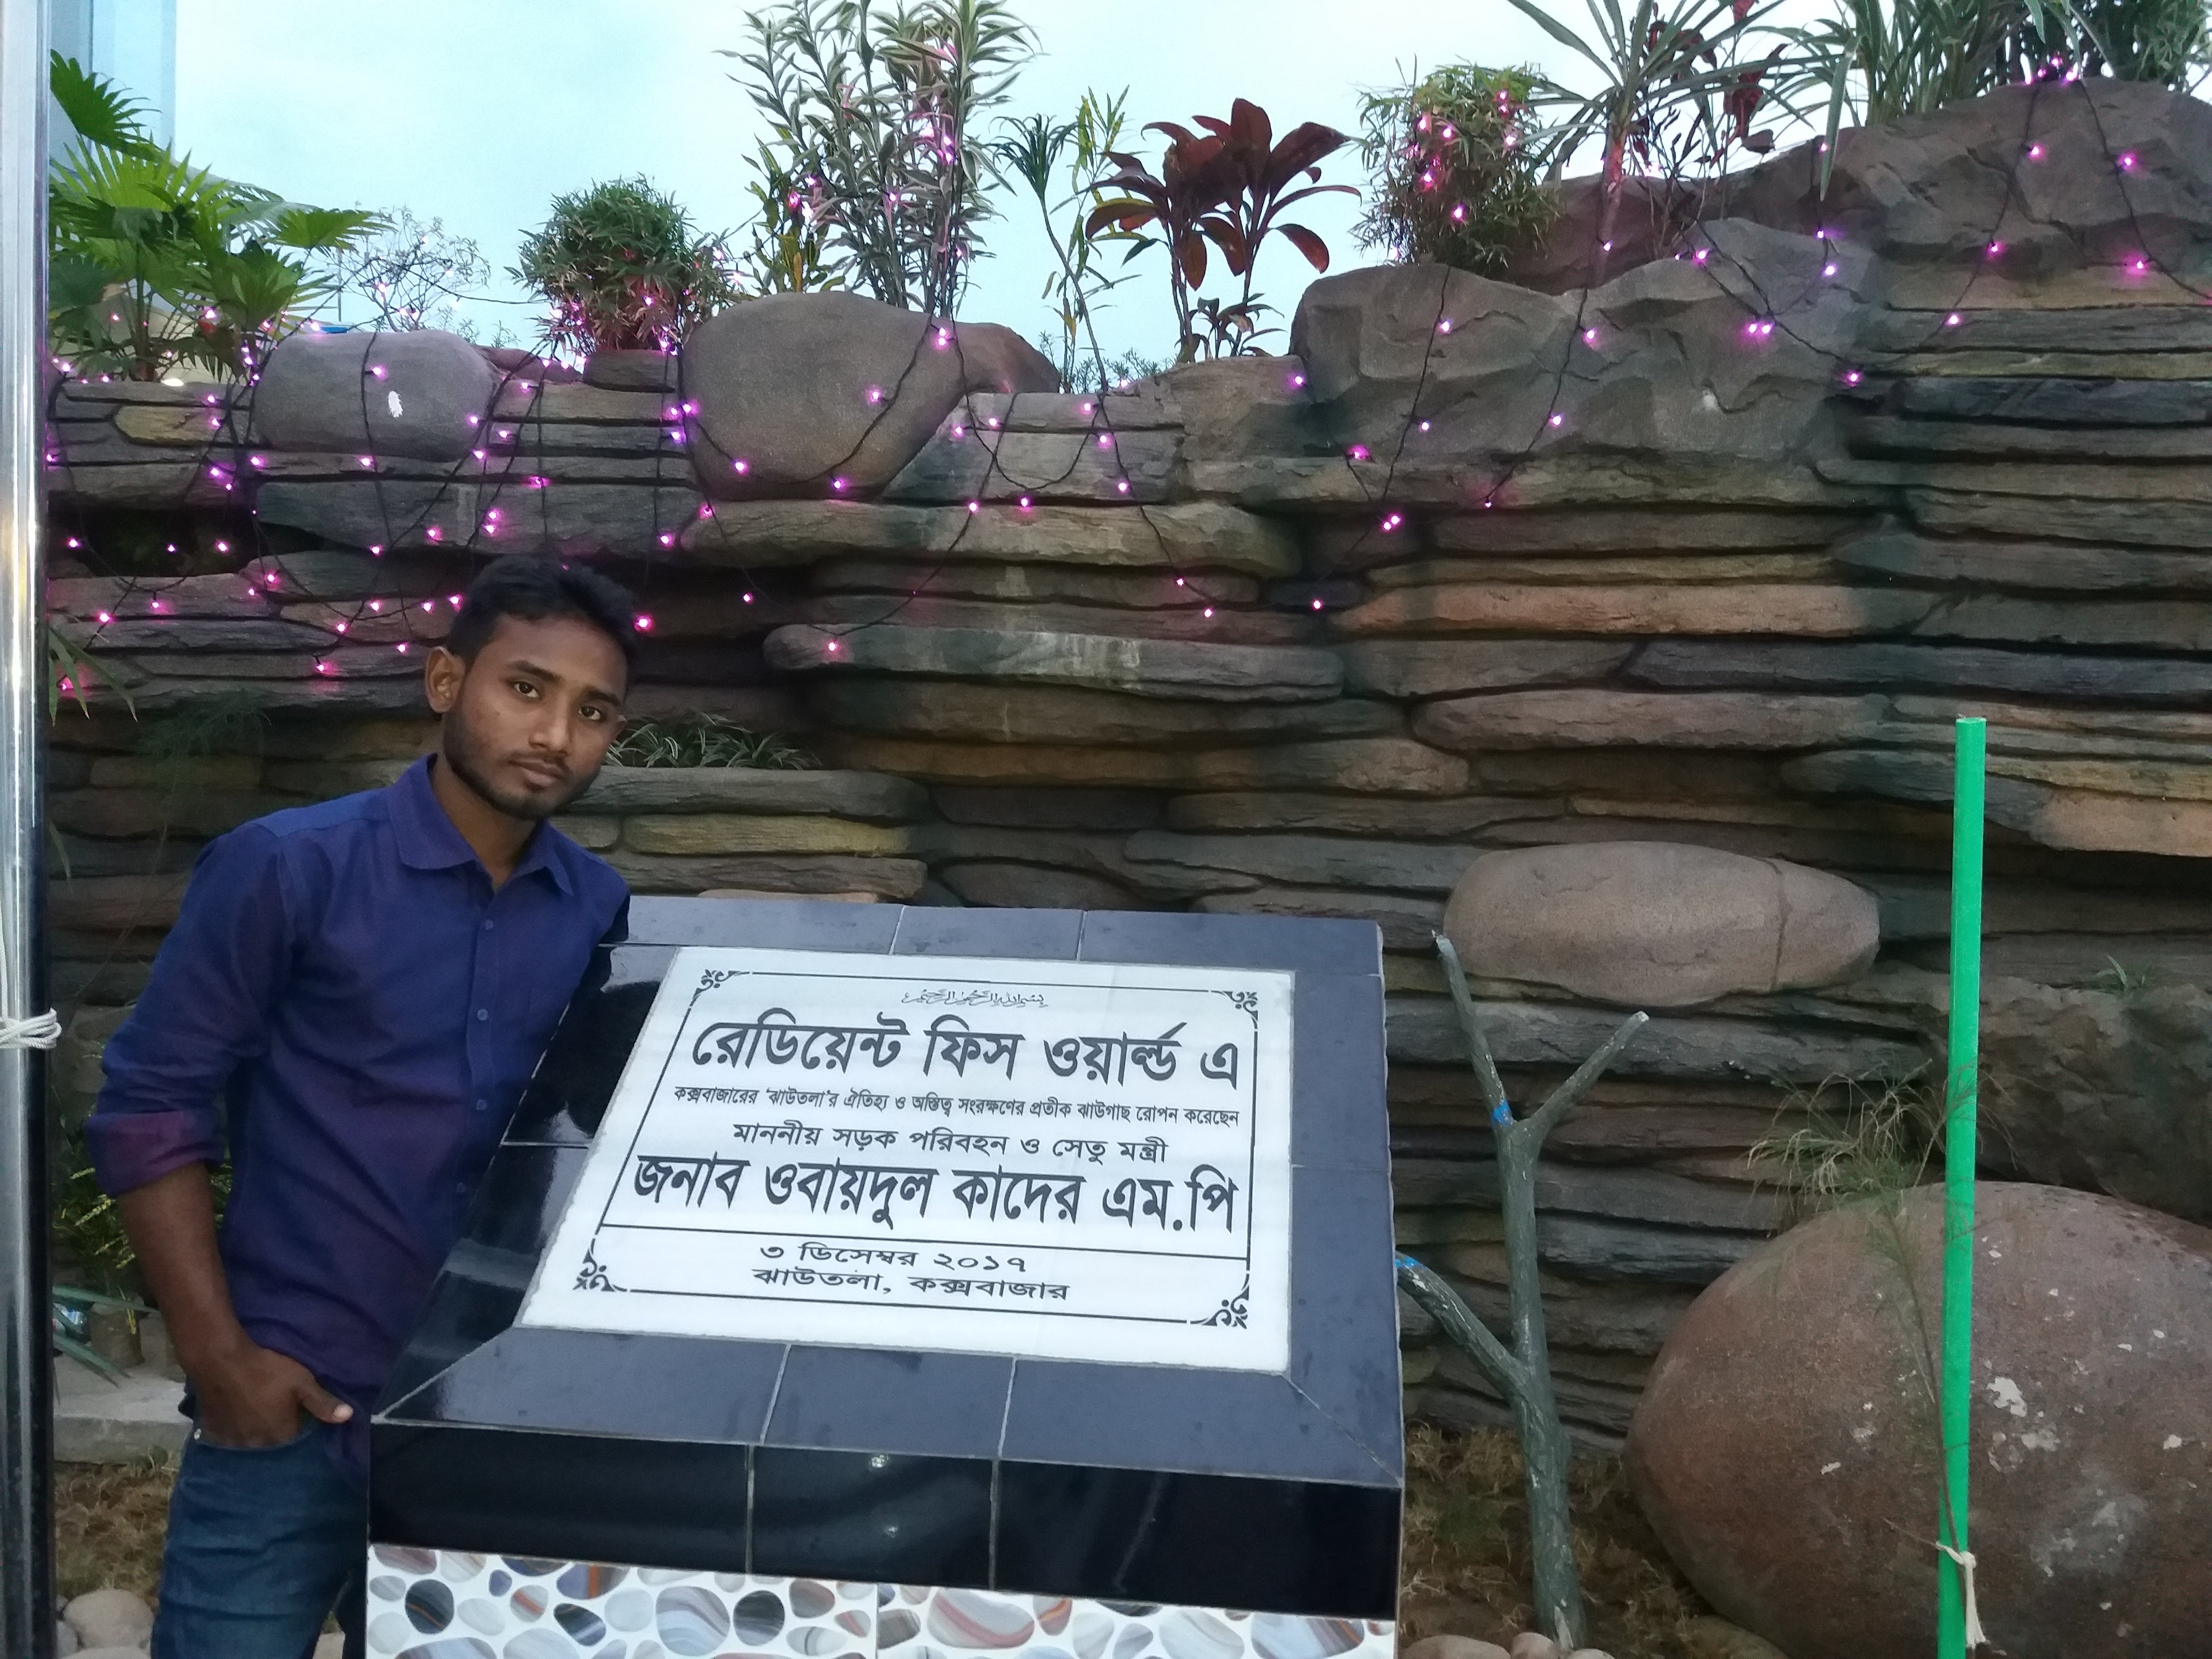 بسم الله الرحمن الرحيم
রেডিয়েন্ট ফিস ওয়ার্ল্ড এ
কক্সবাজারের 'ঝাউতলা'র ঐতিহ্য ও অস্তিত্ব সংরক্ষণের প্রতীক ঝাউগাছ রোপন করেছেন
মাননীয় সড়ক পরিবহন ও সেতু মন্ত্রী
জনাব ওবায়দুল কাদের এম.পি
৩ ডিসেম্বর ২০১৭
ঝাউতলা, কক্সবাজার